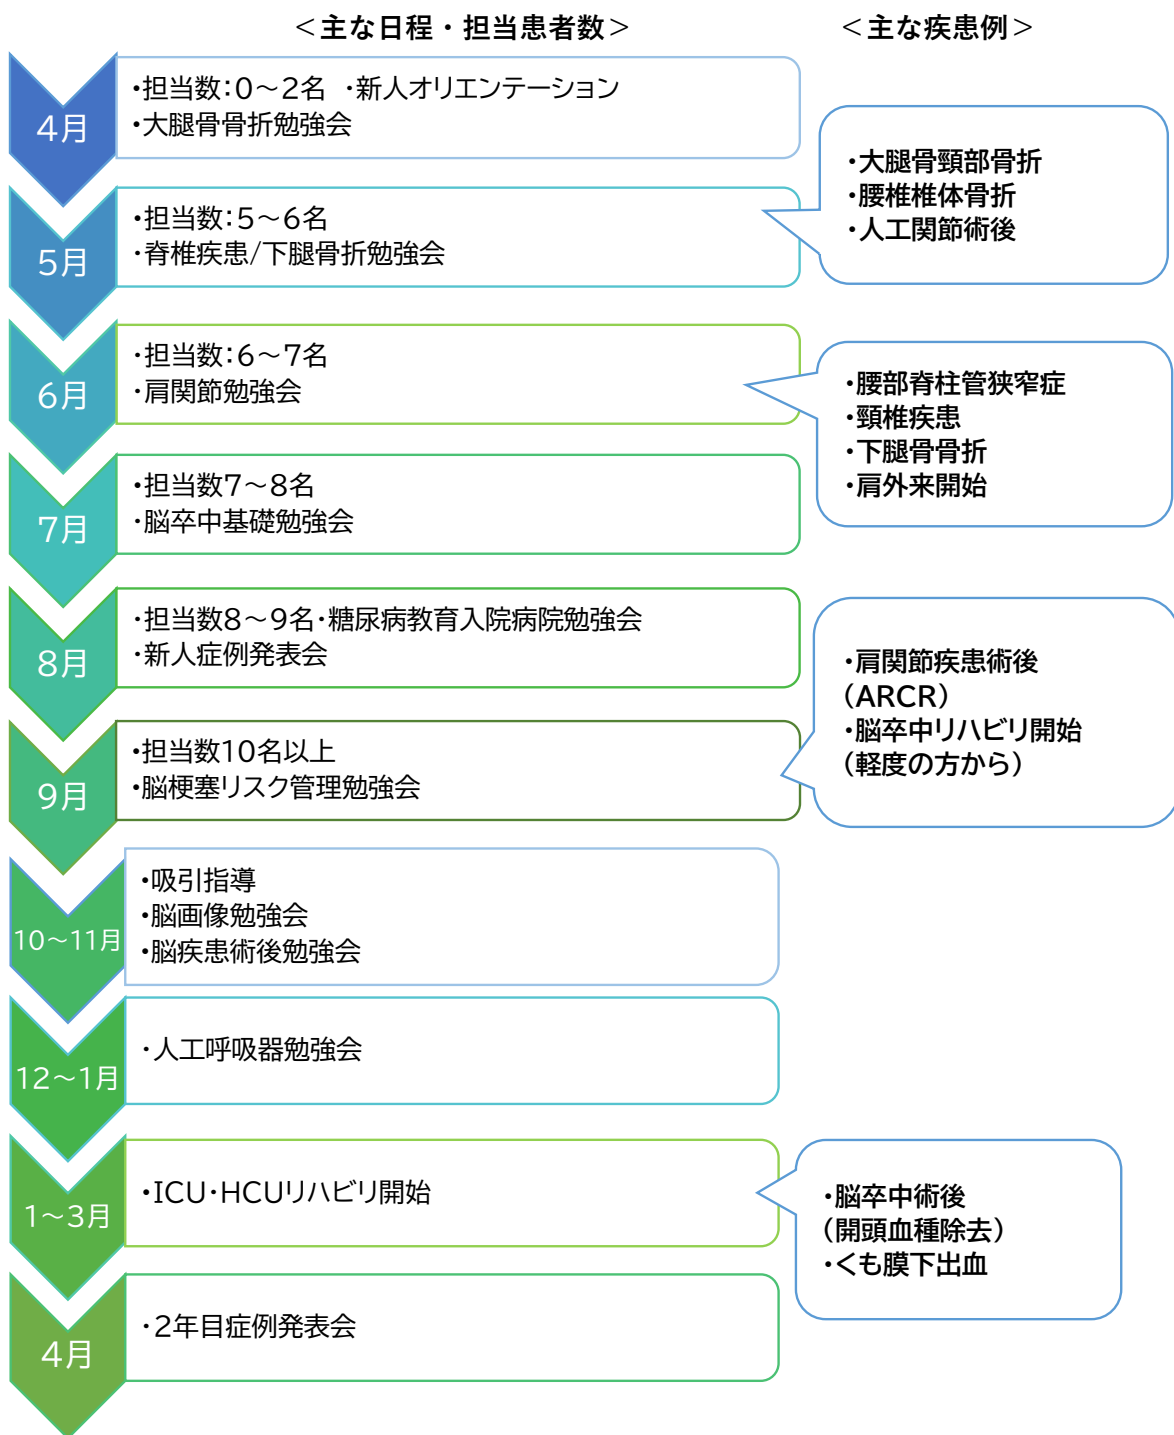 ＜主な日程・担当患者数＞
＜主な疾患例＞
4月
・担当数：0～2名　・新人オリエンテーション
・大腿骨骨折勉強会
5月
・担当数：5～6名
・脊椎疾患/下腿骨折勉強会
・大腿骨頸部骨折
・腰椎椎体骨折
・人工関節術後
6月
・担当数：6～7名
・肩関節勉強会
・腰部脊柱管狭窄症
・頸椎疾患
・下腿骨骨折
・肩外来開始
7月
・担当数7～8名
・脳卒中基礎勉強会
8月
・担当数8～9名・糖尿病教育入院病院勉強会
・新人症例発表会
9月
・担当数10名以上
・脳梗塞リスク管理勉強会
・肩関節疾患術後
（ARCR）
・脳卒中リハビリ開始
（軽度の方から）
10～11月
・吸引指導
・脳画像勉強会
・脳疾患術後勉強会
12～1月
・人工呼吸器勉強会
1～3月
・ICU・HCUリハビリ開始
・脳卒中術後
（開頭血種除去）
・くも膜下出血
4月
・2年目症例発表会